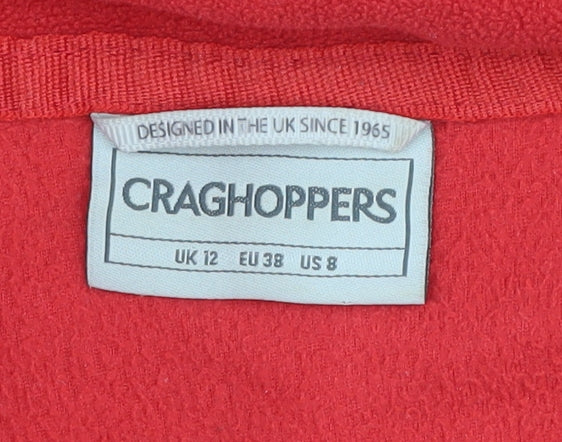 DESIGNED IN THE UK SINCE 1965
CRAGHOPPERS
UK 12 EU 38 US 8